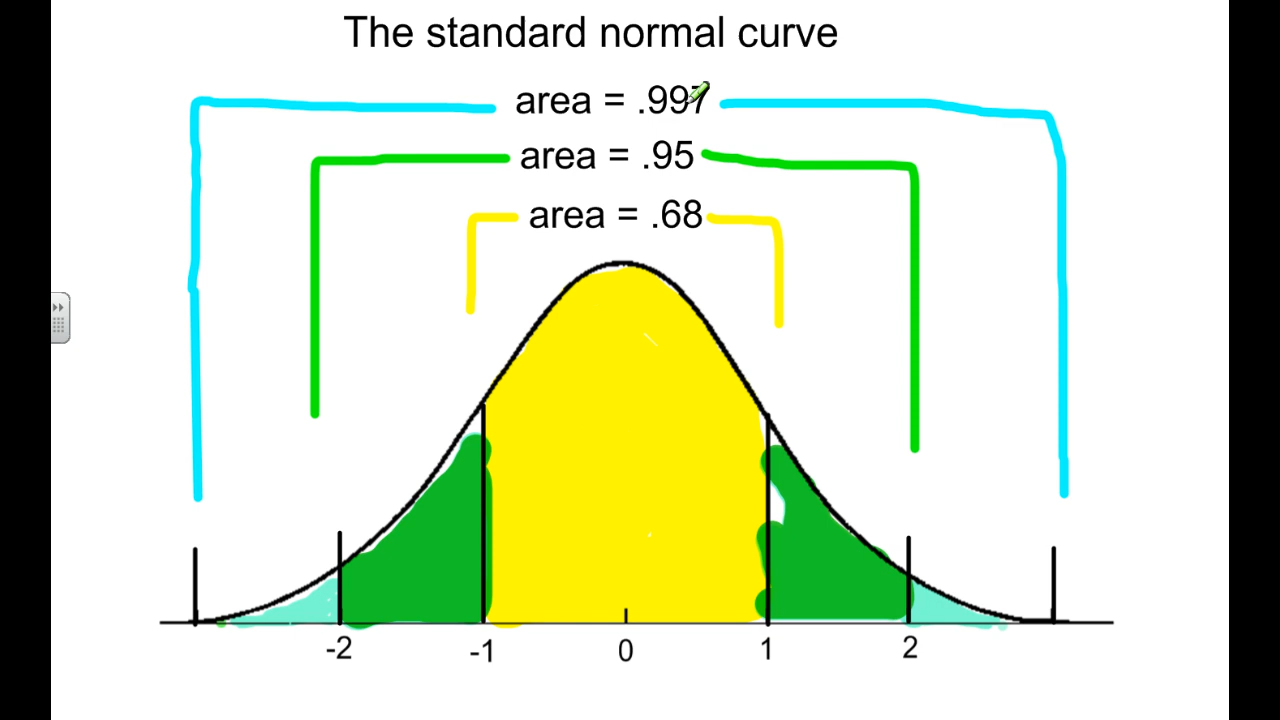 The standard normal curve
area = .997
area = .95
area = .68
-2 -1 0 1 2